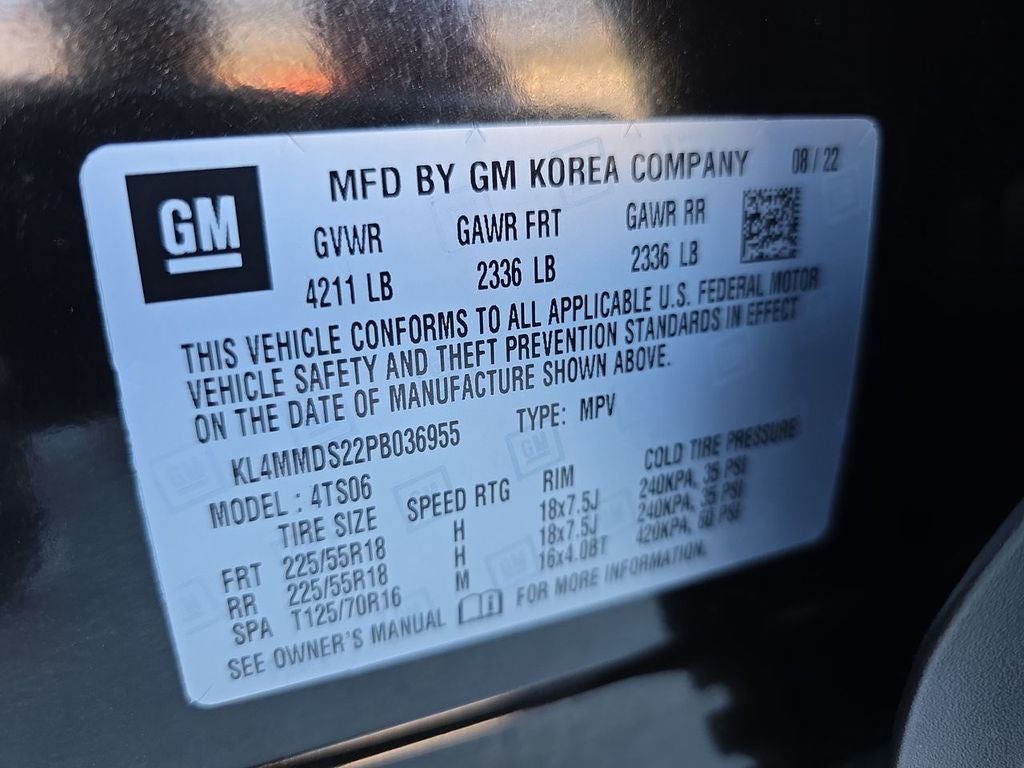 GM
MFD BY GM KOREA COMPANY 08 / 22
GVWR GAWR FRT GAWR RR
4211 LB 2336 LB 2336 LB
THIS VEHICLE CONFORMS TO ALL APPLICABLE U.S. FEDERAL MOTOR
VEHICLE SAFETY AND THEFT PREVENTION STANDARDS IN EFFECT
ON THE DATE OF MANUFACTURE SHOWN ABOVE.
KL4MMDS22PB036955 TYPE: MPV
MODEL : 4TS06
TIRE SIZE SPEED RTG RIM COLD TIRE PRESSURE
FRT 225/55R18 H 18x7.5J 240KPA, 35 PSI
RR 225/55R18 H 18x7.5J 240KPA, 35 PSI
SPA T125/70R16 M 16x4.0BT 420KPA, 60 PSI
SEE OWNER'S MANUAL FOR MORE INFORMATION.